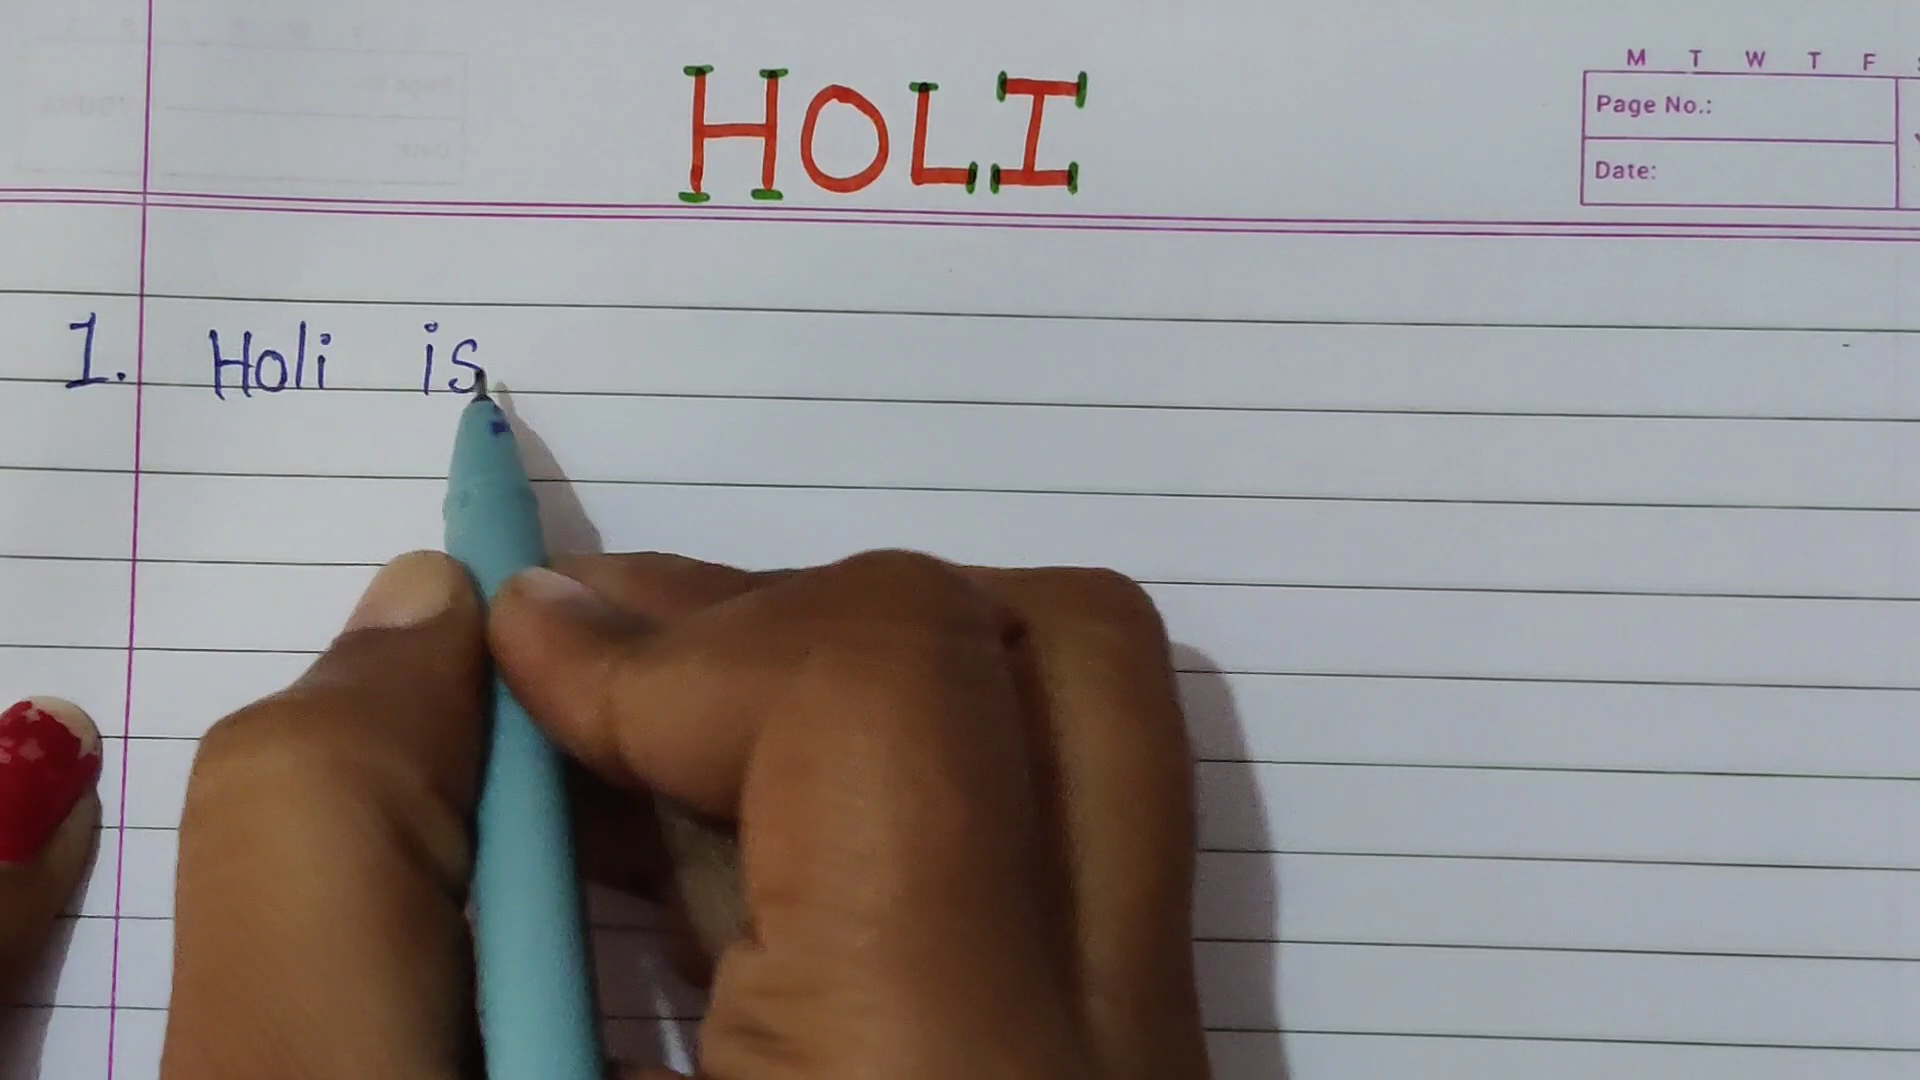 HOLI
M T W T F
Page No.:
Date:
1. Holi is